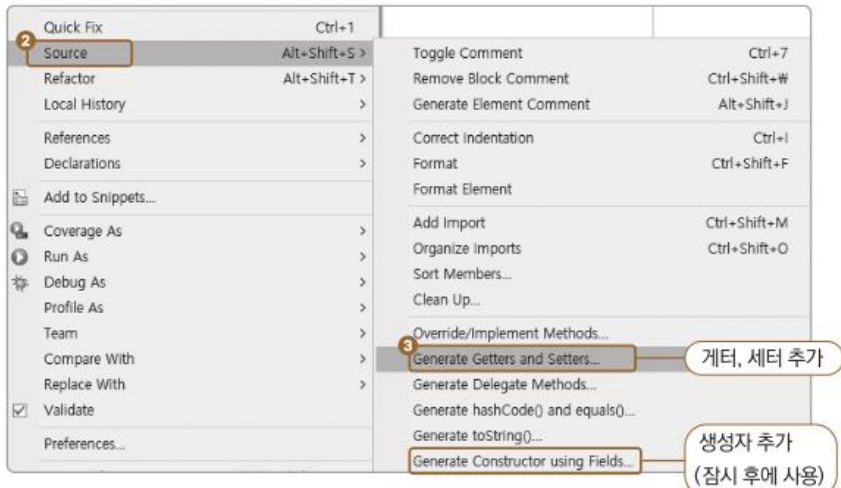 Quick Fix Ctrl+1
2
Source Alt+Shift+S >
Refactor Alt+Shift+T >
Local History >
References >
Declarations >
Add to Snippets...
Coverage As >
Run As >
Debug As >
Profile As >
Team >
Compare With >
Replace With >
Validate
Preferences...
Toggle Comment Ctrl+7
Remove Block Comment Ctrl+Shift+₩
Generate Element Comment Alt+Shift+J
Correct Indentation Ctrl+I
Format Ctrl+Shift+F
Format Element
Add Import Ctrl+Shift+M
Organize Imports Ctrl+Shift+O
Sort Members...
Clean Up...
Override/Implement Methods...
3
Generate Getters and Setters...
게터, 세터 추가
Generate Delegate Methods...
Generate hashCode() and equals()...
Generate toString()...
Generate Constructor using Fields...
생성자 추가
(잠시 후에 사용)